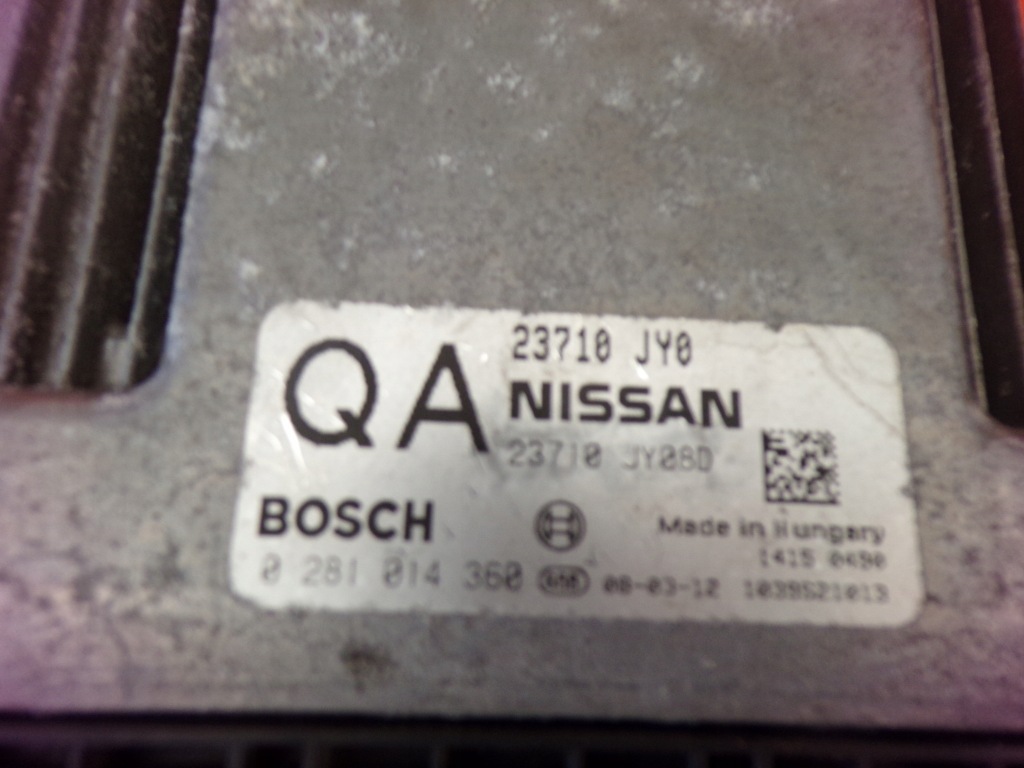 QA
23710 JY0
NISSAN
23710 JY08D
BOSCH
Made in Hungary
1415 0490
0 281 014 360
08-03-12
1039S21013